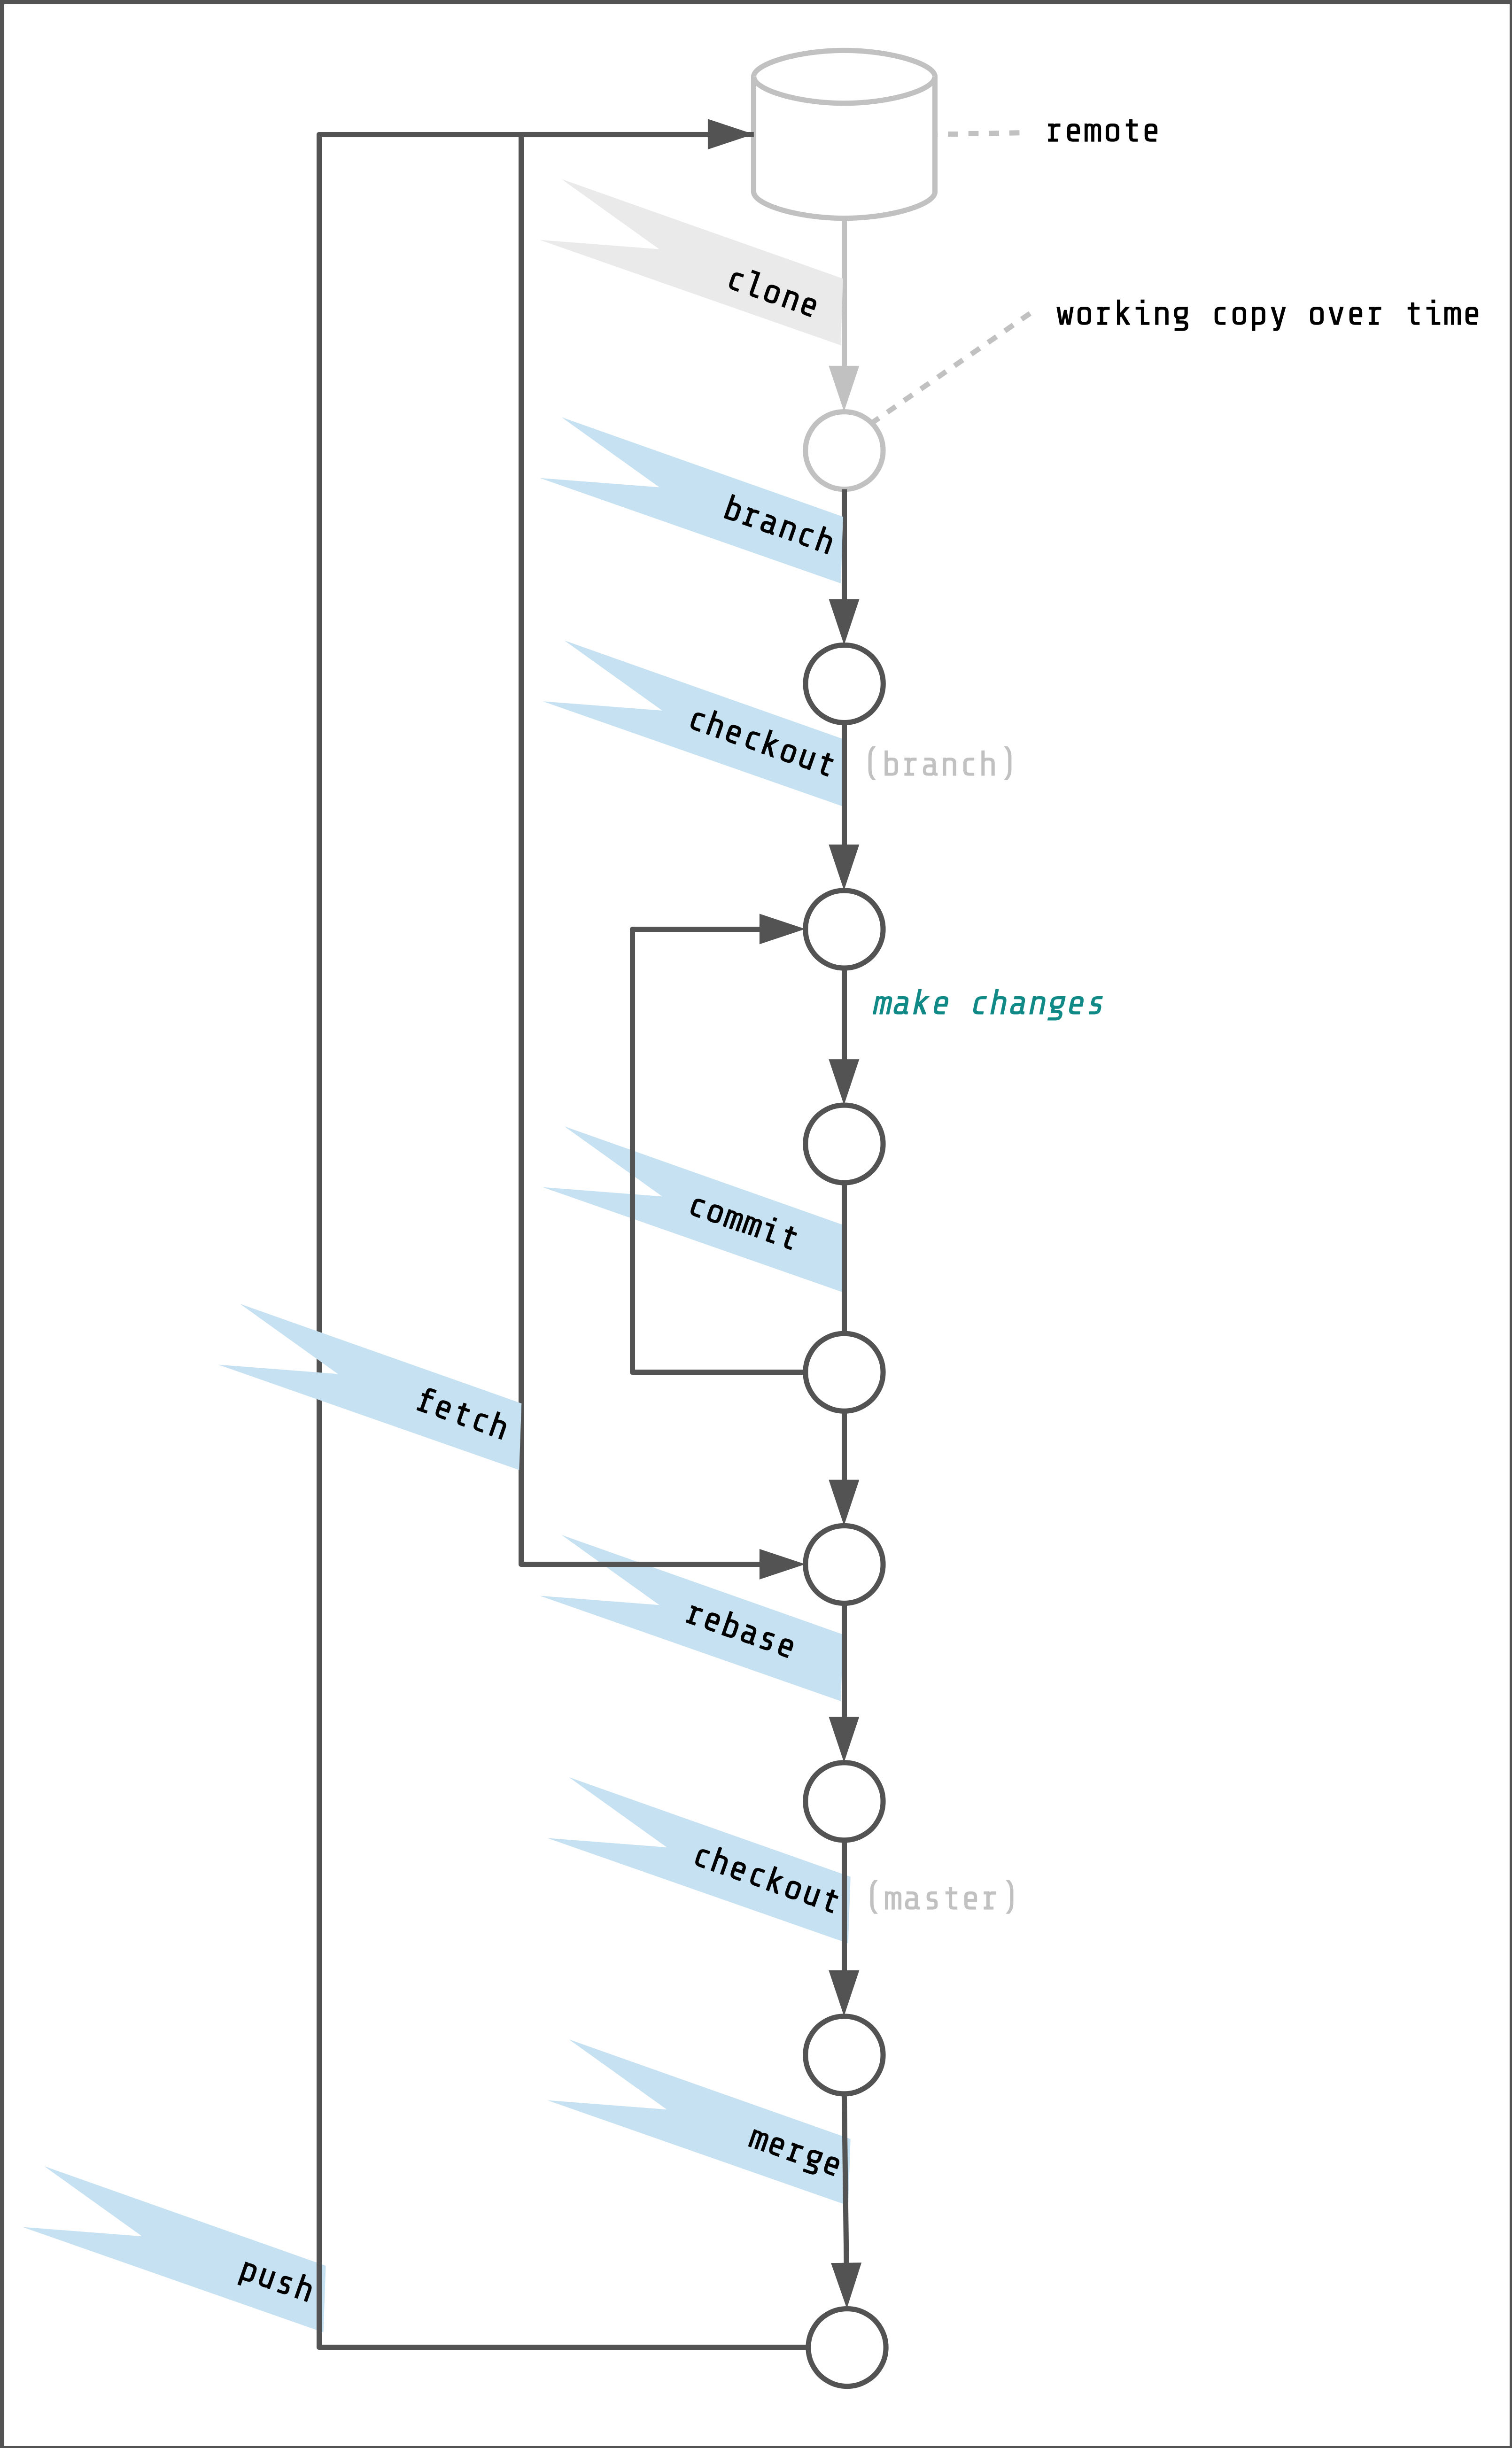 remote
clone
working copy over time
branch
checkout
(branch)
make changes
commit
fetch
rebase
checkout
(master)
merge
push